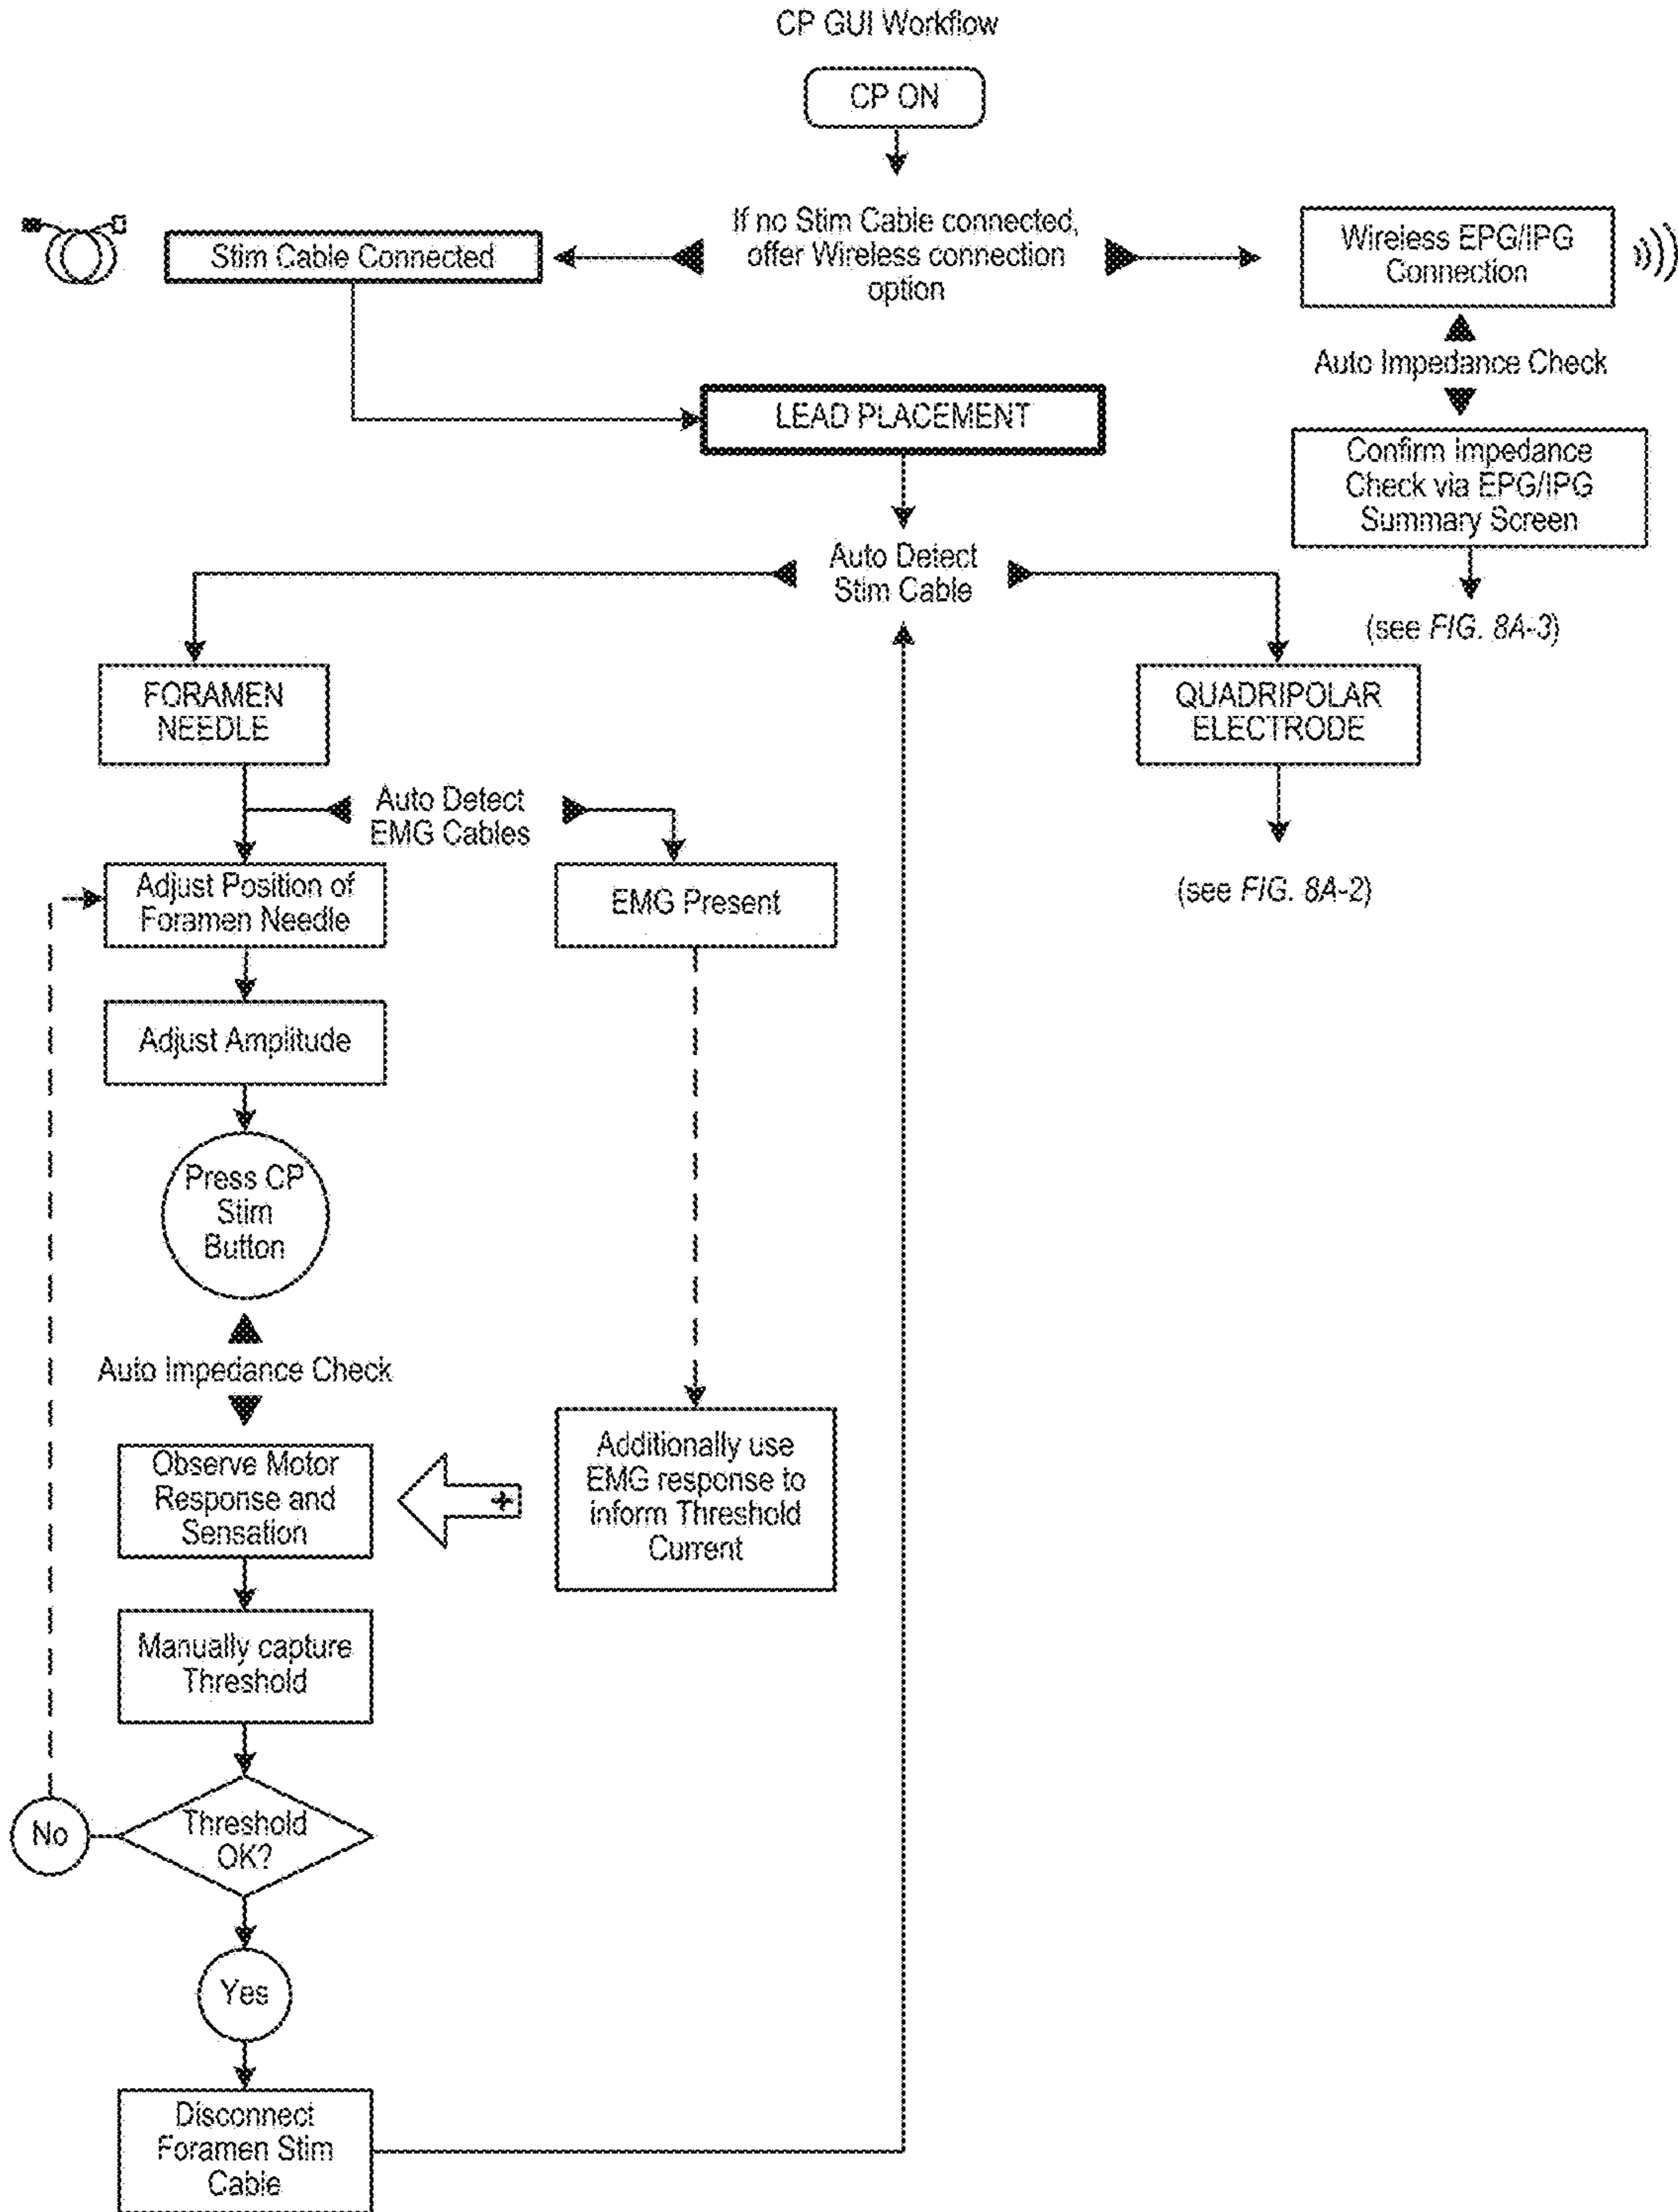 CP GUI Workflow
CP ON
If no Stim Cable connected,
offer Wireless connection
option
Stim Cable Connected
Wireless EPG/IPG
Connection
Auto Impedance Check
LEAD PLACEMENT
Confirm Impedance
Check via EPG/IPG
Summary Screen
(see FIG. 8A-3)
Auto Detect
Stim Cable
FORAMEN
NEEDLE
QUADRIPOLAR
ELECTRODE
(see FIG. 8A-2)
Auto Detect
EMG Cables
Adjust Position of
Foramen Needle
EMG Present
Adjust Amplitude
Press CP
Stim
Button
Auto Impedance Check
Observe Motor
Response and
Sensation
+
Additionally use
EMG response to
inform Threshold
Current
Manually capture
Threshold
Threshold
OK?
No
Yes
Disconnect
Foramen Stim
Cable